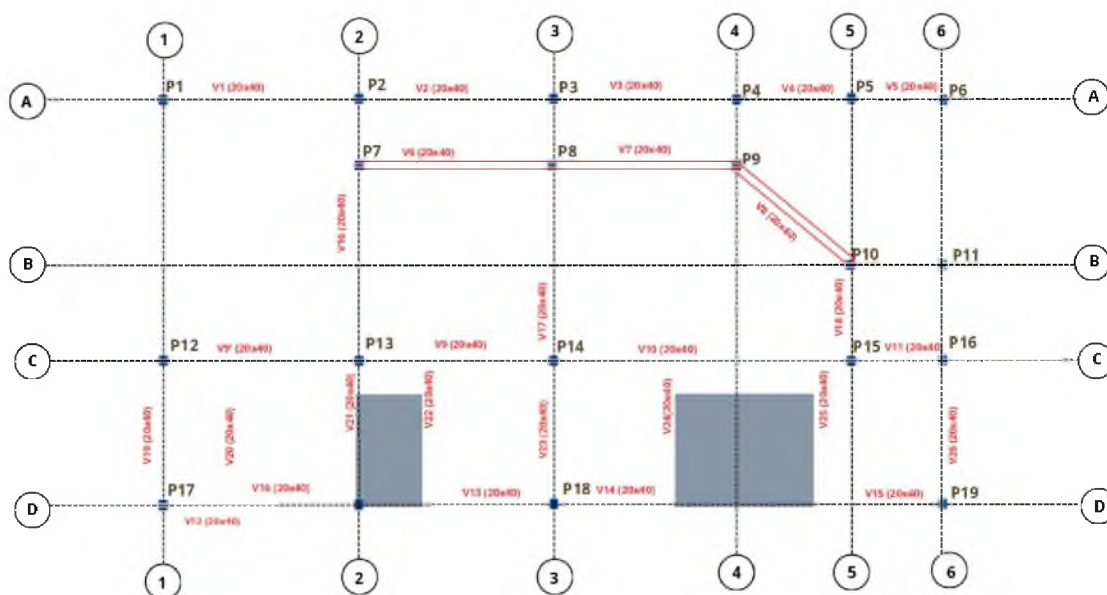 1 2 3 4 5 6
A P1 V1 (20x40) P2 V2 (20x40) P3 V3 (20x40) P4 V4 (20x40) P5 V5 (20x40) P6 A
P7 V6 (20x40) P8 V7 (20x40) P9
V16 (20x40)
V8 (20x40)
B P10 P11 B
V17 (20x40)
V18 (20x40)
P12 V9' (20x40) P13 V9 (20x40) P14 V10 (20x40) P15 V11 (20x40 P16
C C
V19 (20x40)
V20 (20x40)
V21 (20x40)
V22 (20x40)
V23 (20x40)
V24(20x40)
V25 (20x40)
V26 (20x40)
P17 V16 (20x40) V13 (20x40) P18 V14 (20x40) V15 (20x40) P19
D D
V12 (20x40)
1 2 3 4 5 6